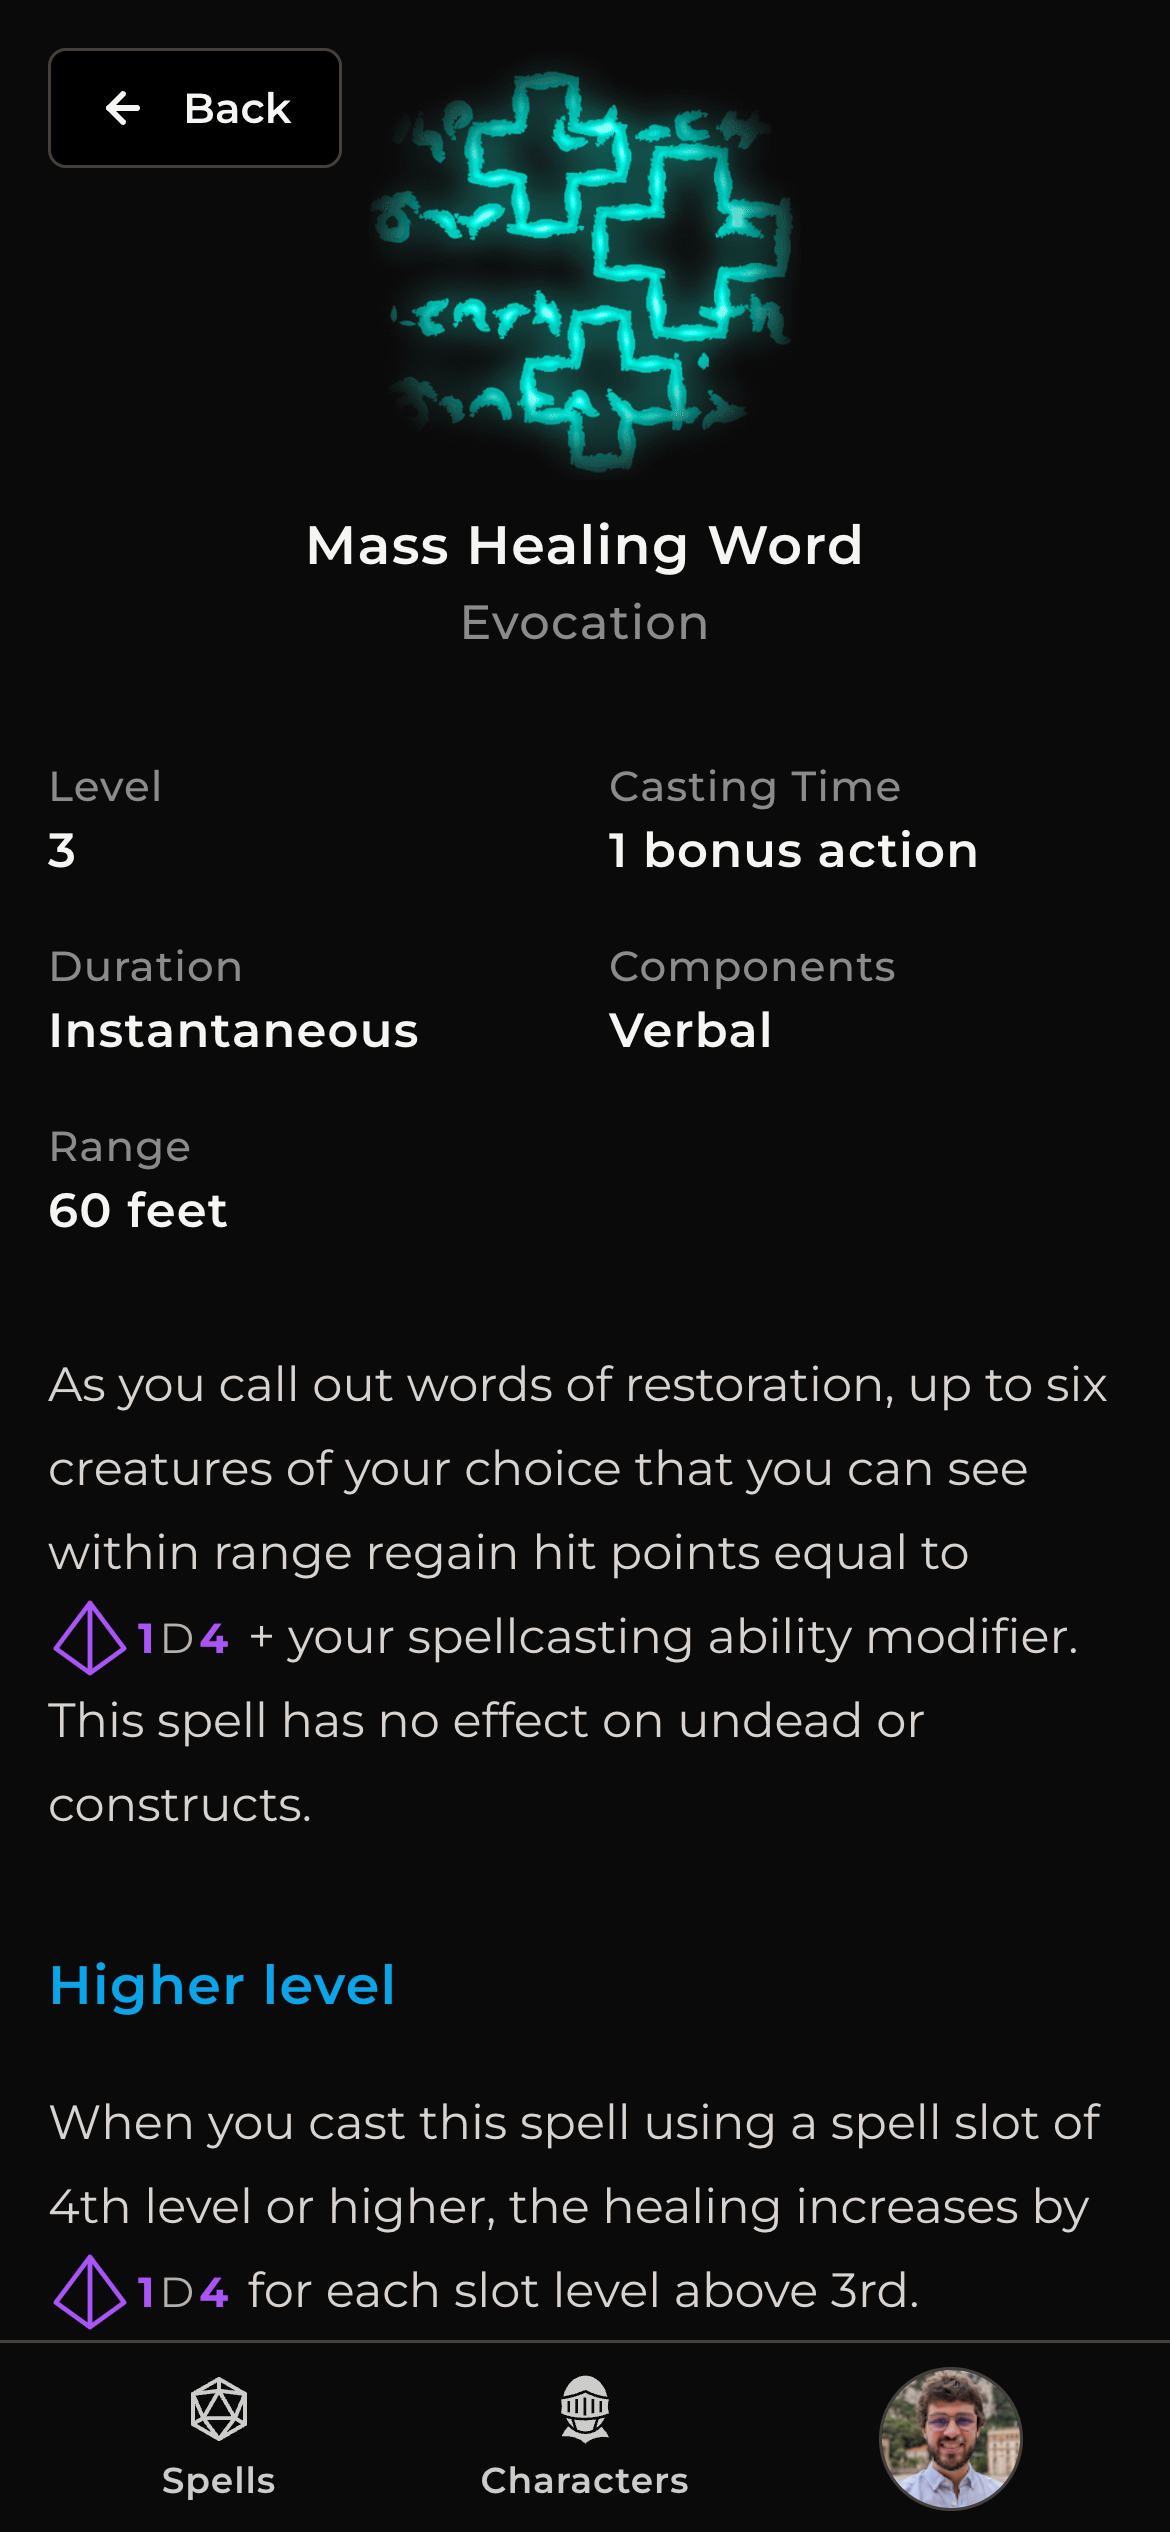 Back
Mass Healing Word
Evocation
Level
3
Casting Time
1 bonus action
Duration
Instantaneous
Components
Verbal
Range
60 feet
As you call out words of restoration, up to six
creatures of your choice that you can see
within range regain hit points equal to
1D4 + your spellcasting ability modifier.
This spell has no effect on undead or
constructs.
Higher level
When you cast this spell using a spell slot of
4th level or higher, the healing increases by
1D4 for each slot level above 3rd.
Spells
Characters